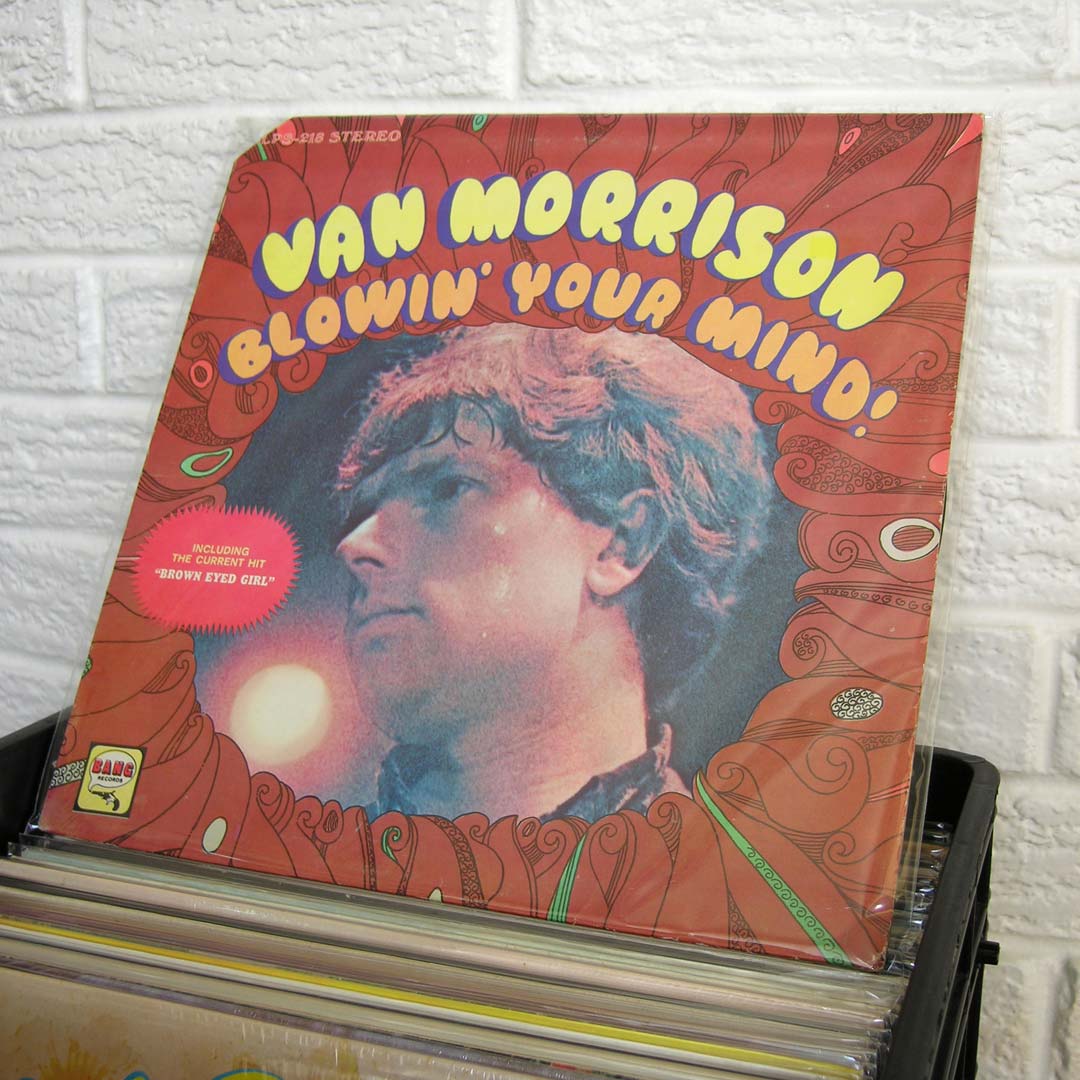 LPS-218 STEREO
VAN MORRISON
BLOWIN' YOUR MIND!
INCLUDING
THE CURRENT HIT
"BROWN EYED GIRL"
BANG
RECORDS